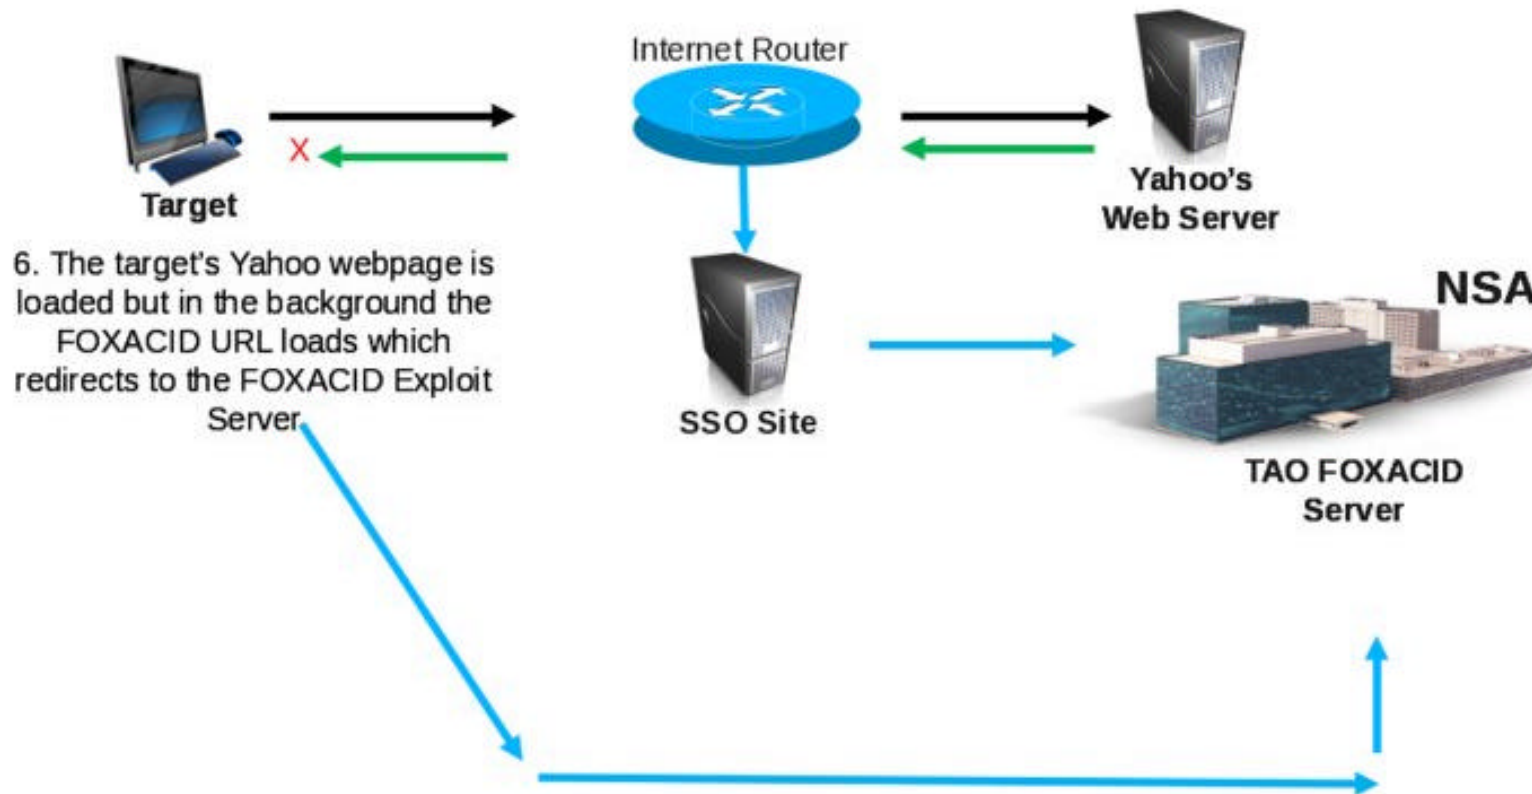 Internet Router
X
Target
Yahoo's
Web Server
6. The target's Yahoo webpage is
loaded but in the background the
FOXACID URL loads which
redirects to the FOXACID Exploit
Server
SSO Site
NSA
TAO FOXACID
Server